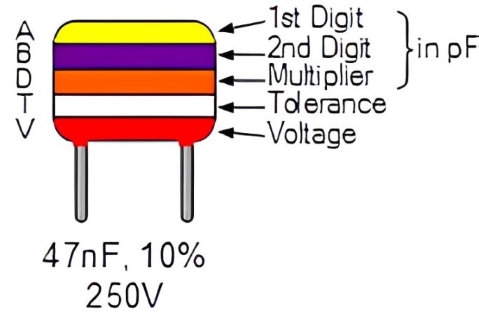 A
B
D
T
V
1st Digit
2nd Digit
Multiplier
Tolerance
Voltage
in pF
47nF, 10%
250V